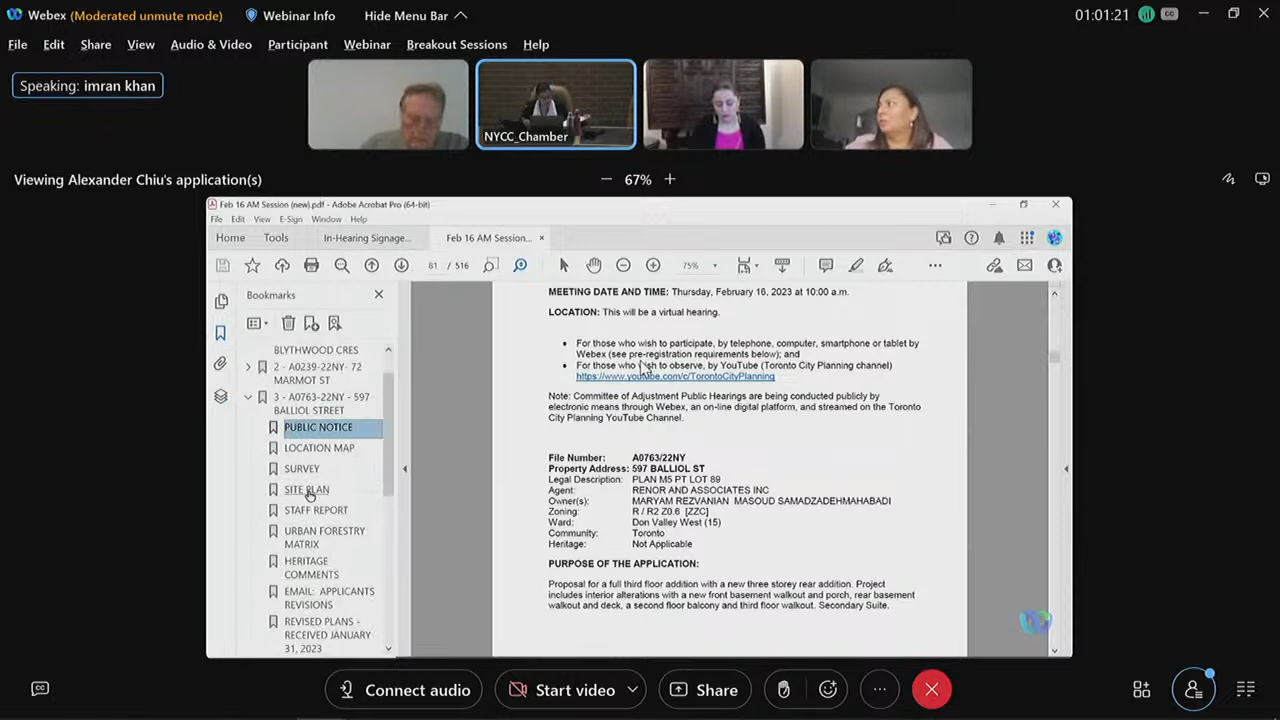 Webex (Moderated unmute mode) Webinar Info Hide Menu Bar 01:01:21 CC
File Edit Share View Audio & Video Participant Webinar Breakout Sessions Help
Speaking: imran khan
NYCC_Chamber
Viewing Alexander Chiu's application(s) 67%
Feb 16 AM Session (new).pdf - Adobe Acrobat Pro (64-bit)
File Edit View E-Sign Window Help
Home Tools In-Hearing Signage... Feb 16 AM Session... ×
81 / 516 75%
Bookmarks
BLYTHWOOD CRES
2 - A0239-22NY- 72
MARMOT ST
3 - A0763-22NY - 597
BALLIOL STREET
PUBLIC NOTICE
LOCATION MAP
SURVEY
SITE PLAN
STAFF REPORT
URBAN FORESTRY
MATRIX
HERITAGE
COMMENTS
EMAIL: APPLICANTS
REVISIONS
REVISED PLANS -
RECEIVED JANUARY
31, 2023
MEETING DATE AND TIME: Thursday, February 16, 2023 at 10:00 a.m.
LOCATION: This will be a virtual hearing.
• For those who wish to participate, by telephone, computer, smartphone or tablet by
Webex (see pre-registration requirements below); and
• For those who wish to observe, by YouTube (Toronto City Planning channel)
https://www.youtube.com/c/TorontoCityPlanning
Note: Committee of Adjustment Public Hearings are being conducted publicly by
electronic means through Webex, an on-line digital platform, and streamed on the Toronto
City Planning YouTube Channel.
File Number: A0763/22NY
Property Address: 597 BALLIOL ST
Legal Description: PLAN M5 PT LOT 89
Agent: RENOR AND ASSOCIATES INC
Owner(s): MARYAM REZVANIAN MASOUD SAMADZADEHMAHABADI
Zoning: R / R2 Z0.6 [ZZC]
Ward: Don Valley West (15)
Community: Toronto
Heritage: Not Applicable
PURPOSE OF THE APPLICATION:
Proposal for a full third floor addition with a new three storey rear addition. Project
includes interior alterations with a new front basement walkout and porch, rear basement
walkout and deck, a second floor balcony and third floor walkout. Secondary Suite.
CC Connect audio Start video Share